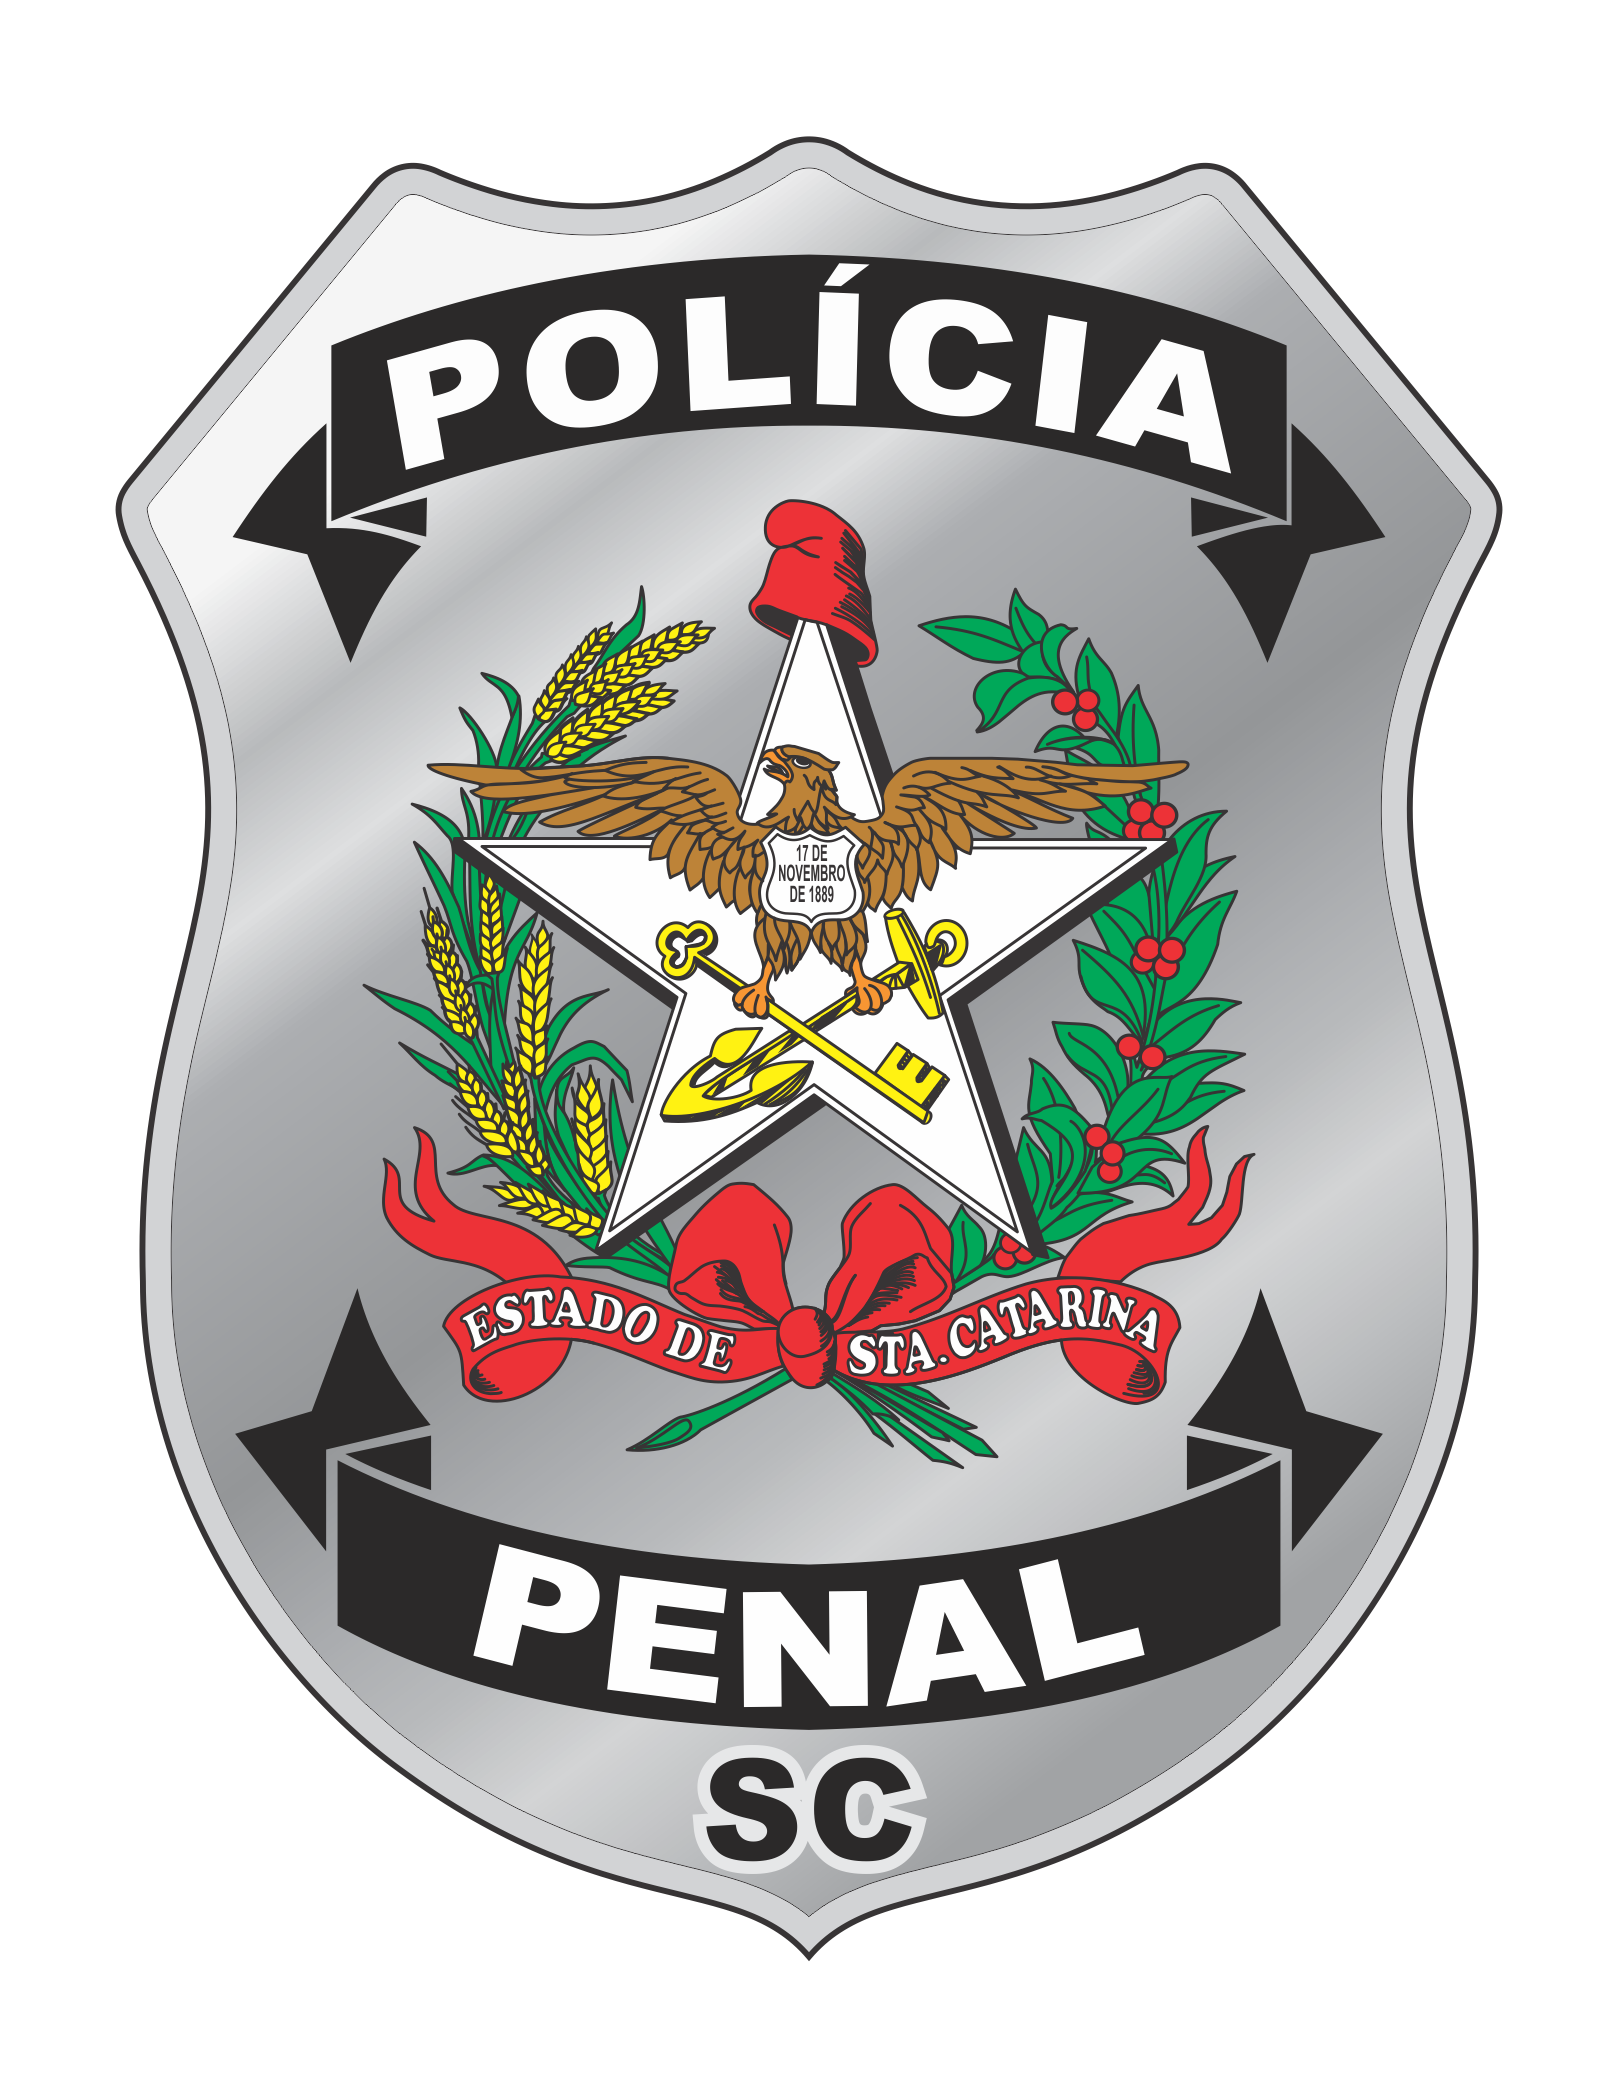 POLÍCIA
17 DE
NOVEMBRO
DE 1889
ESTADO DE STA. CATARINA
PENAL
SC